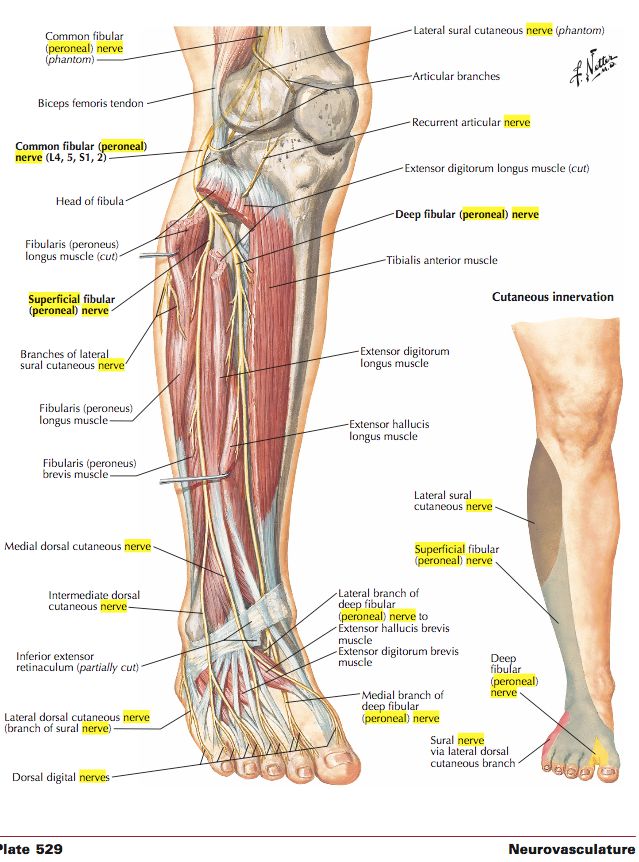 Common fibular
(peroneal) nerve
(phantom)
Biceps femoris tendon
Common fibular (peroneal)
nerve (L4, 5, S1, 2)
Head of fibula
Fibularis (peroneus)
longus muscle (cut)
Superficial fibular
(peroneal) nerve
Branches of lateral
sural cutaneous nerve
Fibularis (peroneus)
longus muscle
Fibularis (peroneus)
brevis muscle
Medial dorsal cutaneous nerve
Intermediate dorsal
cutaneous nerve
Inferior extensor
retinaculum (partially cut)
Lateral dorsal cutaneous nerve
(branch of sural nerve)
Dorsal digital nerves
Lateral sural cutaneous nerve (phantom)
Articular branches
Recurrent articular nerve
Extensor digitorum longus muscle (cut)
Deep fibular (peroneal) nerve
Tibialis anterior muscle
Extensor digitorum
longus muscle
Extensor hallucis
longus muscle
Lateral branch of
deep fibular
(peroneal) nerve to
Extensor hallucis brevis
muscle
Extensor digitorum brevis
muscle
Medial branch of
deep fibular
(peroneal) nerve
F. Netter
M.D.
Cutaneous innervation
Lateral sural
cutaneous nerve
Superficial fibular
(peroneal) nerve
Deep
fibular
(peroneal)
nerve
Sural nerve
via lateral dorsal
cutaneous branch
Plate 529
Neurovasculature